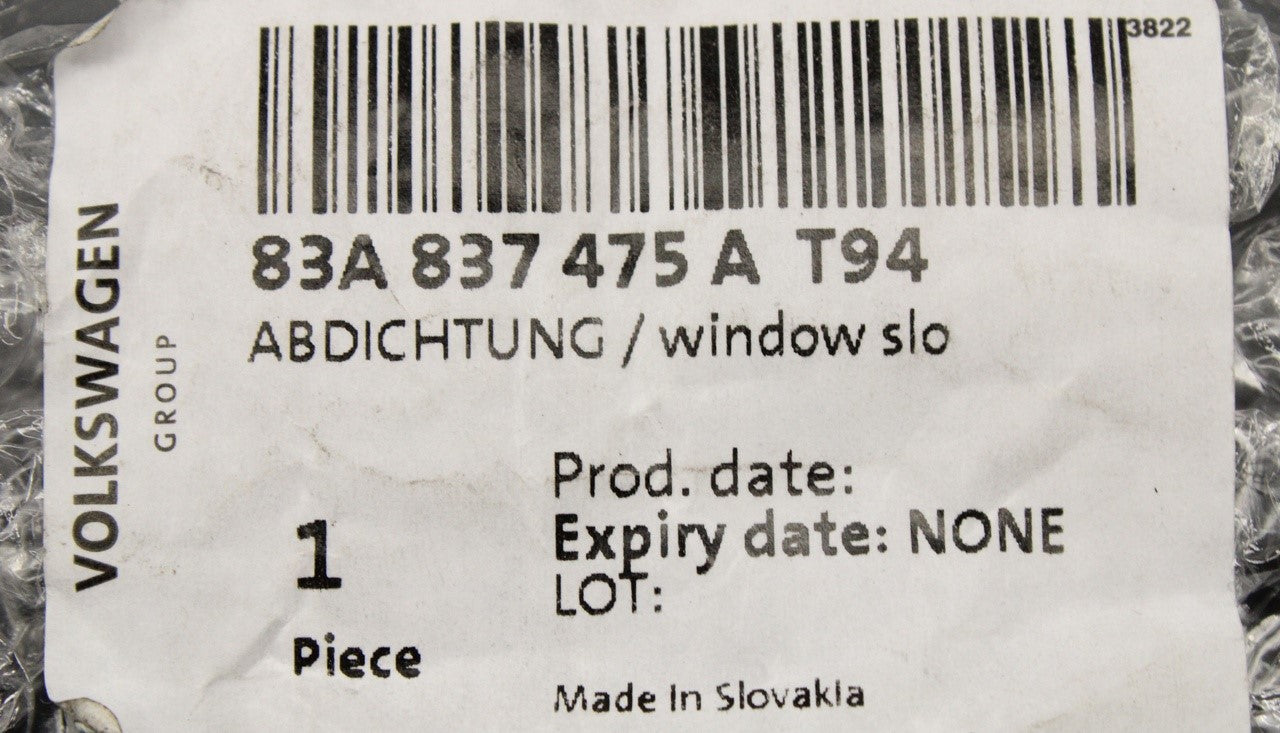 3822
83A 837 475 A T94
ABDICHTUNG / window slo
VOLKSWAGEN
GROUP
Prod. date:
Expiry date: NONE
LOT:
1
Piece
Made In Slovakia